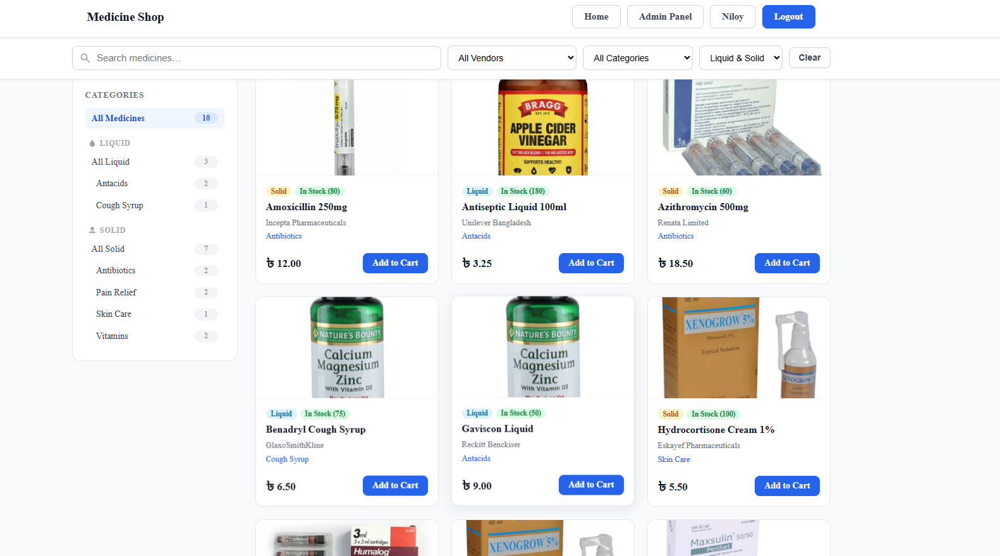 Medicine Shop
Home
Admin Panel
Niloy
Logout
Search medicines...
All Vendors
All Categories
Liquid & Solid
Clear
CATEGORIES
All Medicines 10
LIQUID
All Liquid 3
Antacids 2
Cough Syrup 1
SOLID
All Solid 7
Antibiotics 2
Pain Relief 2
Skin Care 1
Vitamins 2
trulicity 0.75 mg
Solid In Stock (80)
Amoxicillin 250mg
Incepta Pharmaceuticals
Antibiotics
৳ 12.00 Add to Cart
BRAGG
EST. 1912
APPLE CIDER
VINEGAR
SUPPORTS HEALTHY:
Liquid In Stock (180)
Antiseptic Liquid 100ml
Unilever Bangladesh
Antacids
৳ 3.25 Add to Cart
100 U/ml
Solid In Stock (60)
Azithromycin 500mg
Renata Limited
Antibiotics
৳ 18.50 Add to Cart
NATURE'S BOUNTY
Calcium
Magnesium
Zinc
With Vitamin D3
Liquid In Stock (75)
Benadryl Cough Syrup
GlaxoSmithKline
Cough Syrup
৳ 6.50 Add to Cart
NATURE'S BOUNTY
Calcium
Magnesium
Zinc
With Vitamin D3
Liquid In Stock (50)
Gaviscon Liquid
Reckitt Benckiser
Antacids
৳ 9.00 Add to Cart
60 ml
XENOGROW 5%
Minoxidil 5%
Topical Solution
XENOGROW 5
Solid In Stock (100)
Hydrocortisone Cream 1%
Eskayef Pharmaceuticals
Skin Care
৳ 5.50 Add to Cart
3ml
5 x 3 ml cartridges
Humalog
60 ml
XENOGROW 5%
100 IU/ml
Maxsulin 50/50
PenSet